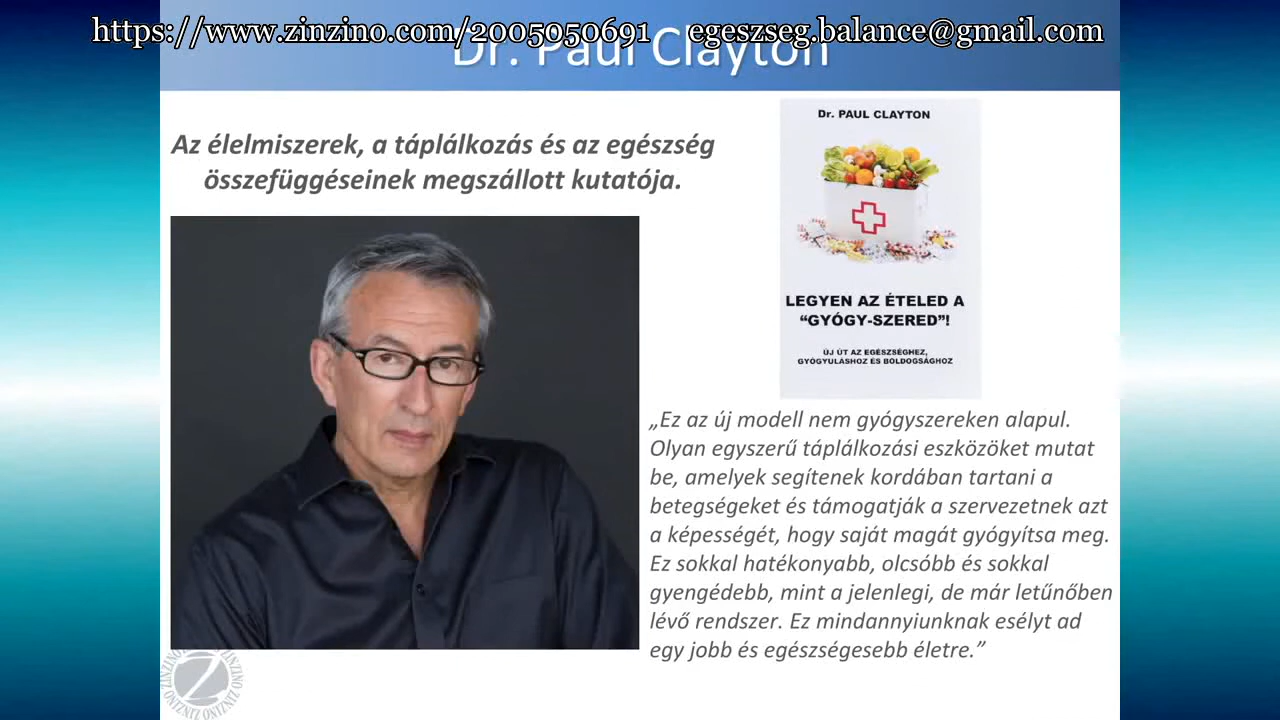 https://www.zinzino.com/2005050691 egeszseg.balance@gmail.com
Dr. Paul Clayton
Az élelmiszerek, a táplálkozás és az egészség
összefüggéseinek megszállott kutatója.
Dr. PAUL CLAYTON
LEGYEN AZ ÉTELED A
“GYÓGY-SZERED”!
ÚJ ÚT AZ EGÉSZSÉGHEZ,
GYÓGYULÁSHOZ ÉS BOLDOGSÁGHOZ
„Ez az új modell nem gyógyszereken alapul.
Olyan egyszerű táplálkozási eszközöket mutat
be, amelyek segítenek kordában tartani a
betegségeket és támogatják a szervezetnek azt
a képességét, hogy saját magát gyógyítsa meg.
Ez sokkal hatékonyabb, olcsóbb és sokkal
gyengédebb, mint a jelenlegi, de már letűnőben
lévő rendszer. Ez mindannyiunknak esélyt ad
egy jobb és egészségesebb életre.”
ZINZINO ZINZINO ZINZINO ZINZINO